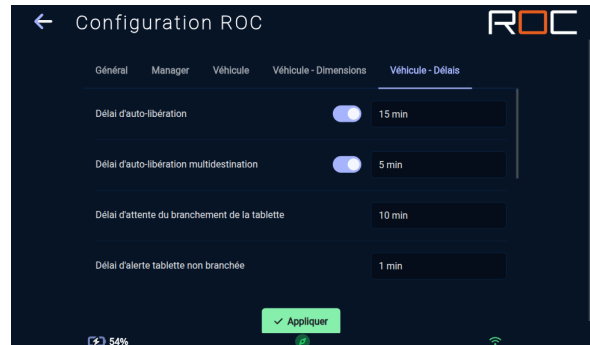 Configuration ROC
ROC
Général Manager Véhicule Véhicule - Dimensions Véhicule - Délais
Délai d'auto-libération 15 min
Délai d'auto-libération multidestination 5 min
Délai d'attente du branchement de la tablette 10 min
Délai d'alerte tablette non branchée 1 min
Appliquer
54%